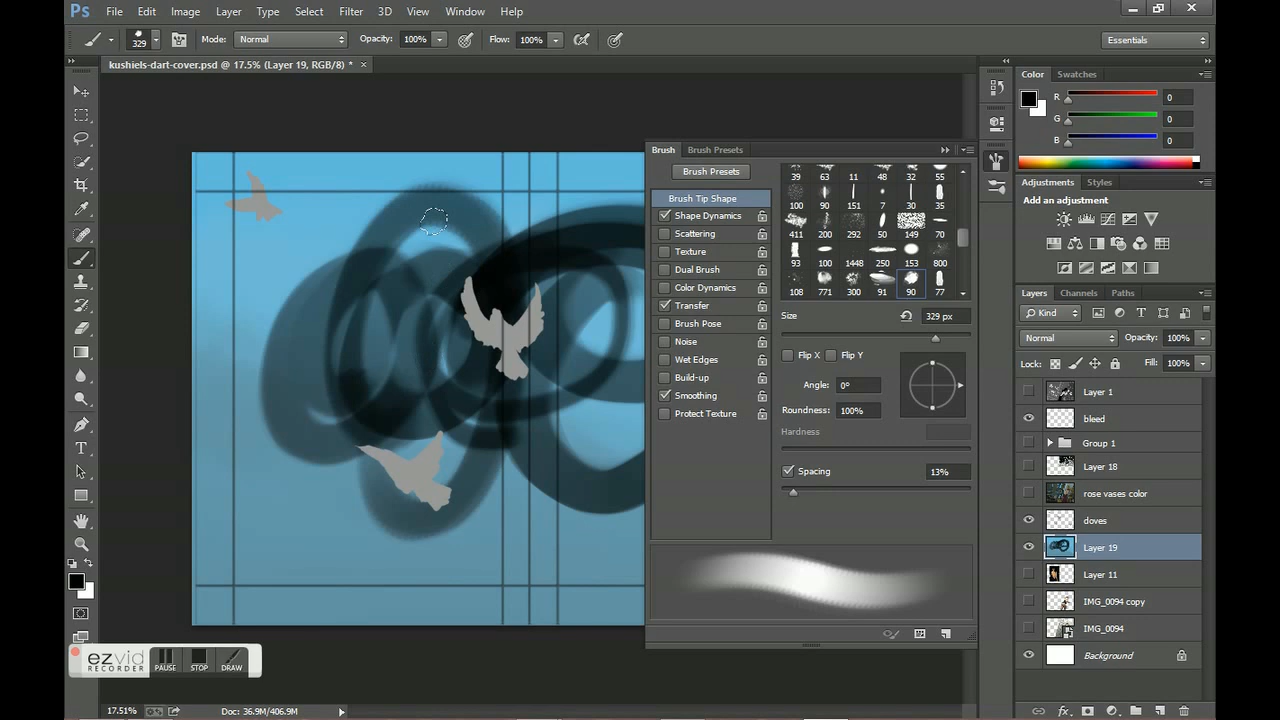 Ps File Edit Image Layer Type Select Filter 3D View Window Help
329 Mode: Normal Opacity: 100% Flow: 100% Essentials
kushiels-dart-cover.psd @ 17.5% (Layer 19, RGB/8) * ×
Color Swatches
R 0
G 0
B 0
Brush Brush Presets
Brush Presets
Brush Tip Shape
Shape Dynamics
Scattering
Texture
Dual Brush
Color Dynamics
Transfer
Brush Pose
Noise
Wet Edges
Build-up
Smoothing
Protect Texture
39 63 11 48 32 55
100 90 151 7 30 35
411 200 292 50 149 70
93 100 1448 250 153 800
108 771 300 91 90 77
Size 329 px
Flip X Flip Y
Angle: 0°
Roundness: 100%
Hardness
Spacing 13%
Adjustments Styles
Add an adjustment
Layers Channels Paths
Kind
Normal Opacity: 100%
Lock: Fill: 100%
Layer 1
bleed
Group 1
Layer 18
rose vases color
doves
Layer 19
Layer 11
IMG_0094 copy
IMG_0094
Background
ezvid
RECORDER
PAUSE STOP DRAW
17.51% Doc: 36.9M/406.9M